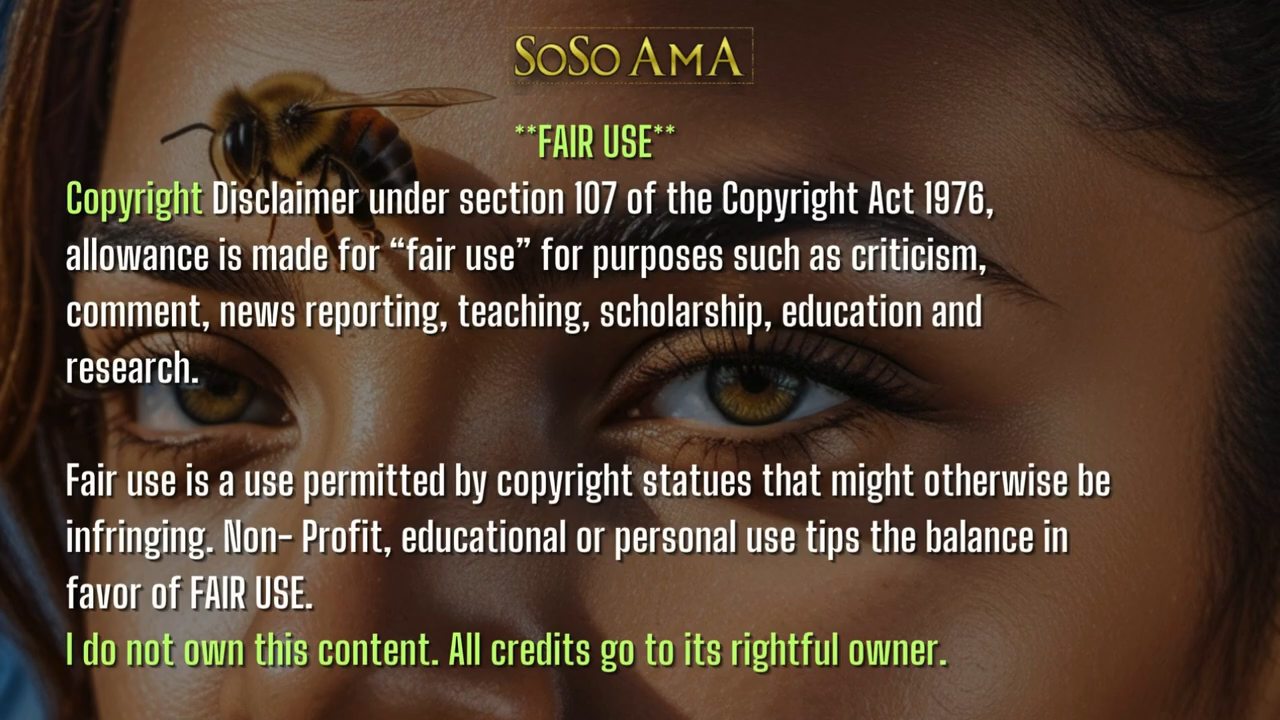 SoSo AmA
**FAIR USE**
Copyright Disclaimer under section 107 of the Copyright Act 1976,
allowance is made for “fair use” for purposes such as criticism,
comment, news reporting, teaching, scholarship, education and
research.
Fair use is a use permitted by copyright statues that might otherwise be
infringing. Non- Profit, educational or personal use tips the balance in
favor of FAIR USE.
I do not own this content. All credits go to its rightful owner.